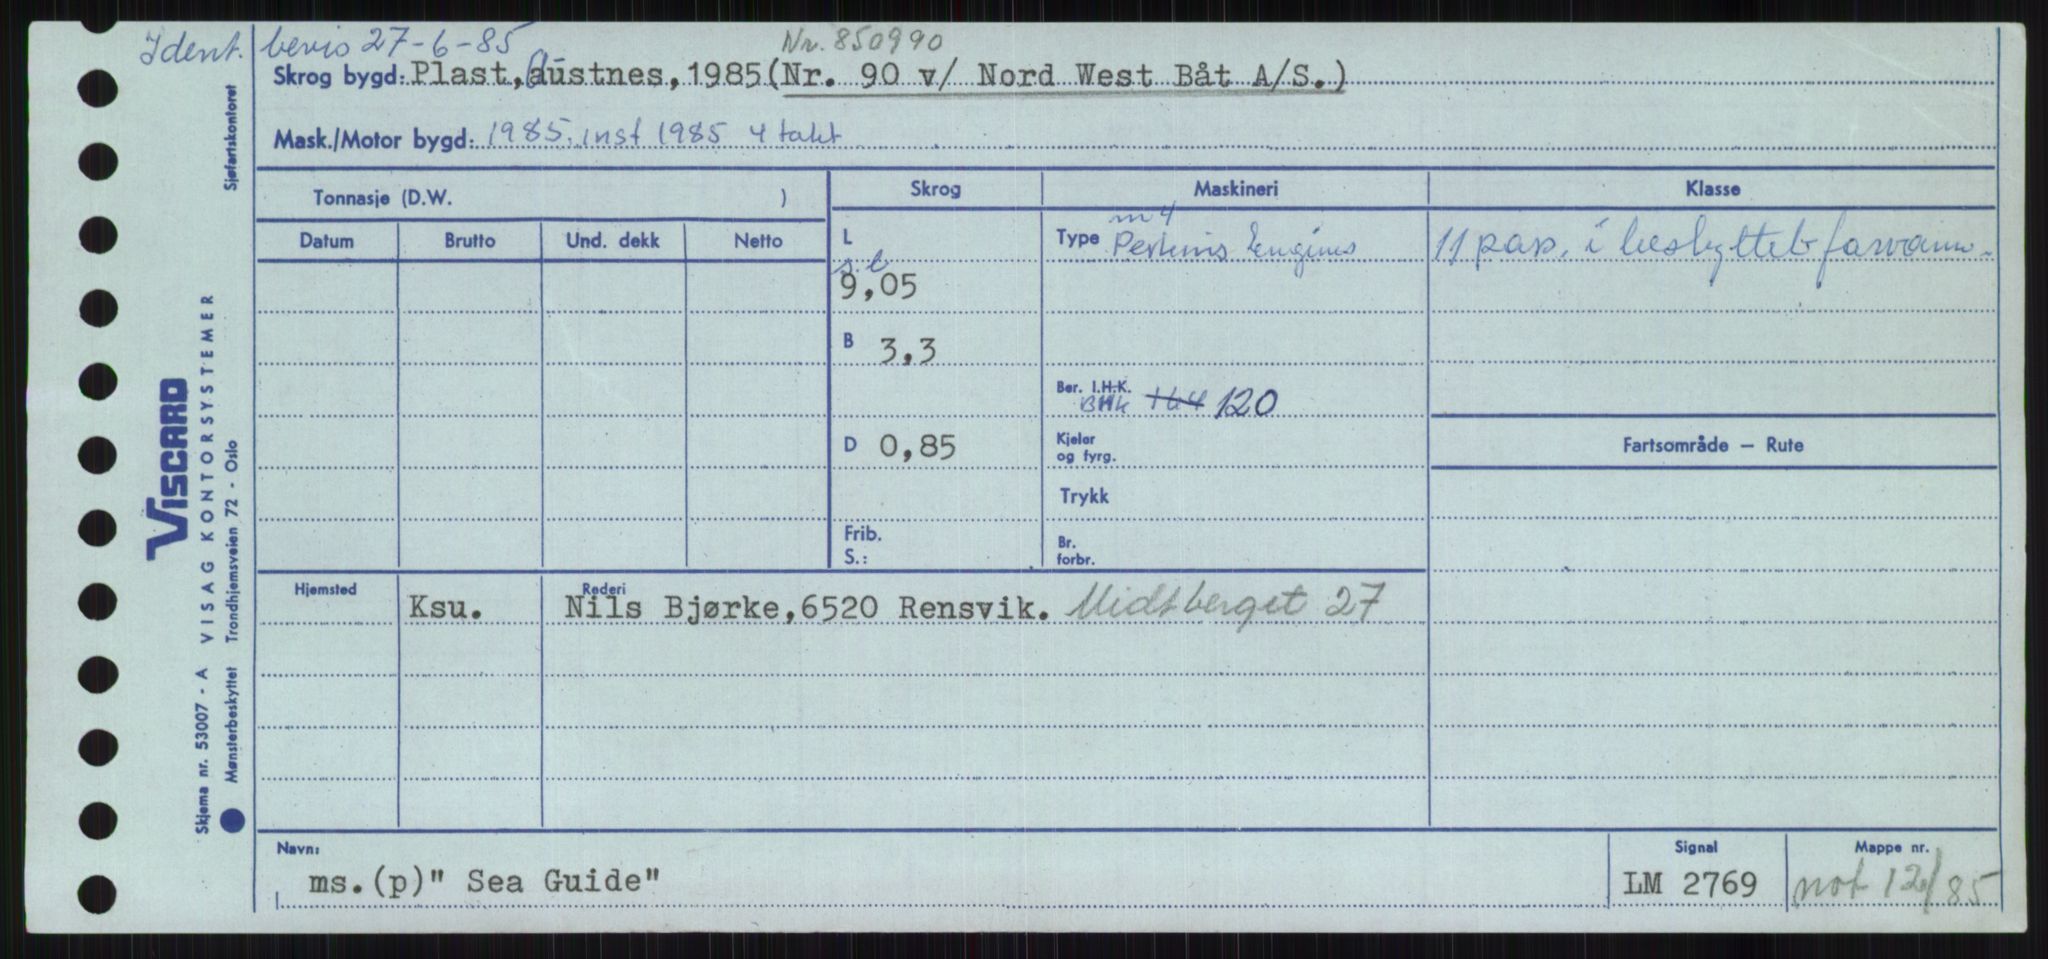 Ident. bevis 27-6-85
Nr. 850990
Skrog bygd: Plast, Austnes, 1985 (Nr. 90 v/ Nord West Båt A/S.)
Mask./Motor bygd: 1985. inst 1985 4 takt
Tonnasje (D.W. )
Skrog
Maskineri
Klasse
Datum
Brutto
Und. dekk
Netto
L
s.l
9,05
B 3,3
D 0,85
Frib.
S.:
m 4
Type Perkins Engines
Ber. I.H.K.
BHk 164 120
Kjeler
og fyrg.
Trykk
Br.
forbr.
11 pas. i beskyttet farvann.
Fartsområde – Rute
Hjemsted
Rederi
Ksu.
Nils Bjørke, 6520 Rensvik. Midtberget 27
Navn:
ms.(p)" Sea Guide"
Signal
LM 2769
Mappe nr.
not 12/85
VISCARD
Skjema nr. 53007 - A VISAG KONTORSYSTEMER
Mønsterbeskyttet Trondhjemsveien 72 - Oslo
Sjøfartskontoret